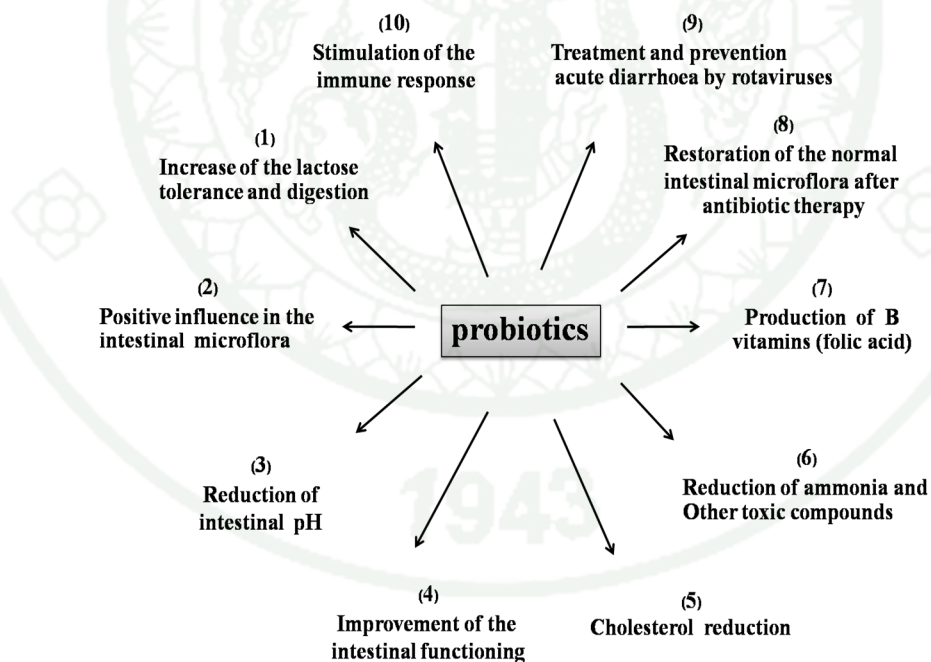 (10)
Stimulation of the
immune response
(9)
Treatment and prevention
acute diarrhoea by rotaviruses
(1)
Increase of the lactose
tolerance and digestion
(8)
Restoration of the normal
intestinal microflora after
antibiotic therapy
(2)
Positive influence in the
intestinal microflora
probiotics
(7)
Production of B
vitamins (folic acid)
(3)
Reduction of
intestinal pH
(6)
Reduction of ammonia and
Other toxic compounds
1943
(4)
Improvement of the
intestinal functioning
(5)
Cholesterol reduction